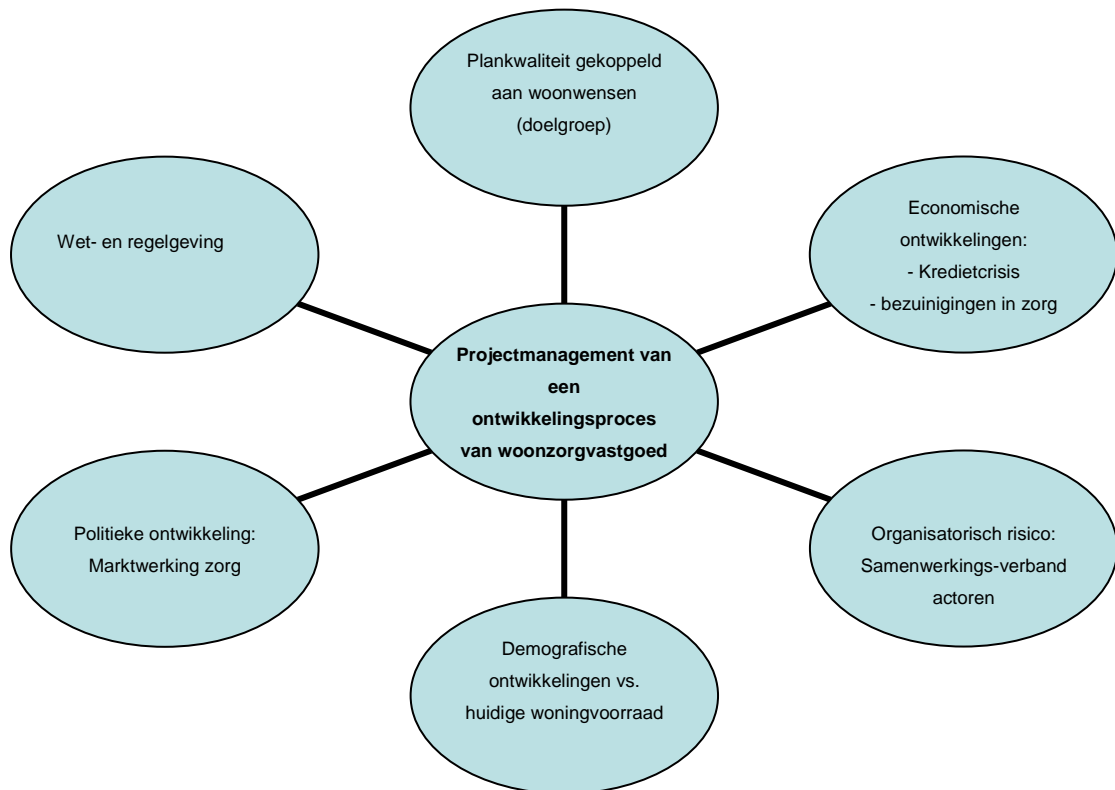 Plankwaliteit gekoppeld
aan woonwensen
(doelgroep)
Economische
ontwikkelingen:
- Kredietcrisis
- bezuinigingen in zorg
Wet- en regelgeving
Projectmanagement van
een
ontwikkelingsproces
van woonzorgvastgoed
Politieke ontwikkeling:
Marktwerking zorg
Organisatorisch risico:
Samenwerkings-verband
actoren
Demografische
ontwikkelingen vs.
huidige woningvoorraad